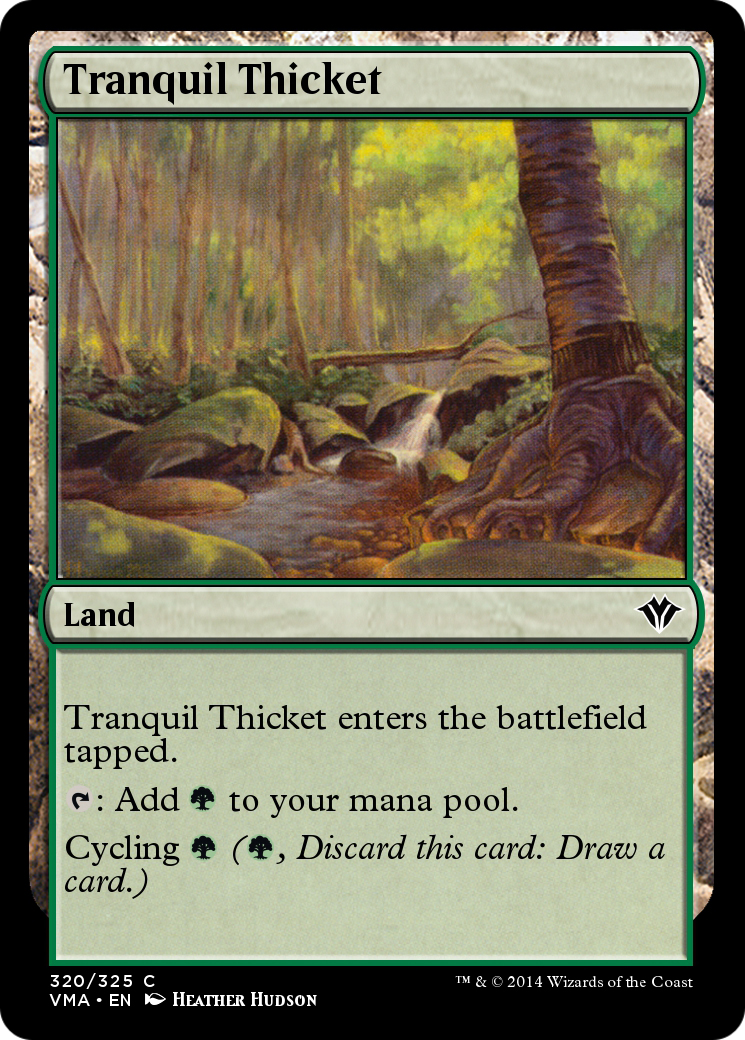 Tranquil Thicket
Land
Tranquil Thicket enters the battlefield
tapped.
: Add to your mana pool.
Cycling (, Discard this card: Draw a
card.)
320/325 C
VMA • EN Heather Hudson
™ & © 2014 Wizards of the Coast